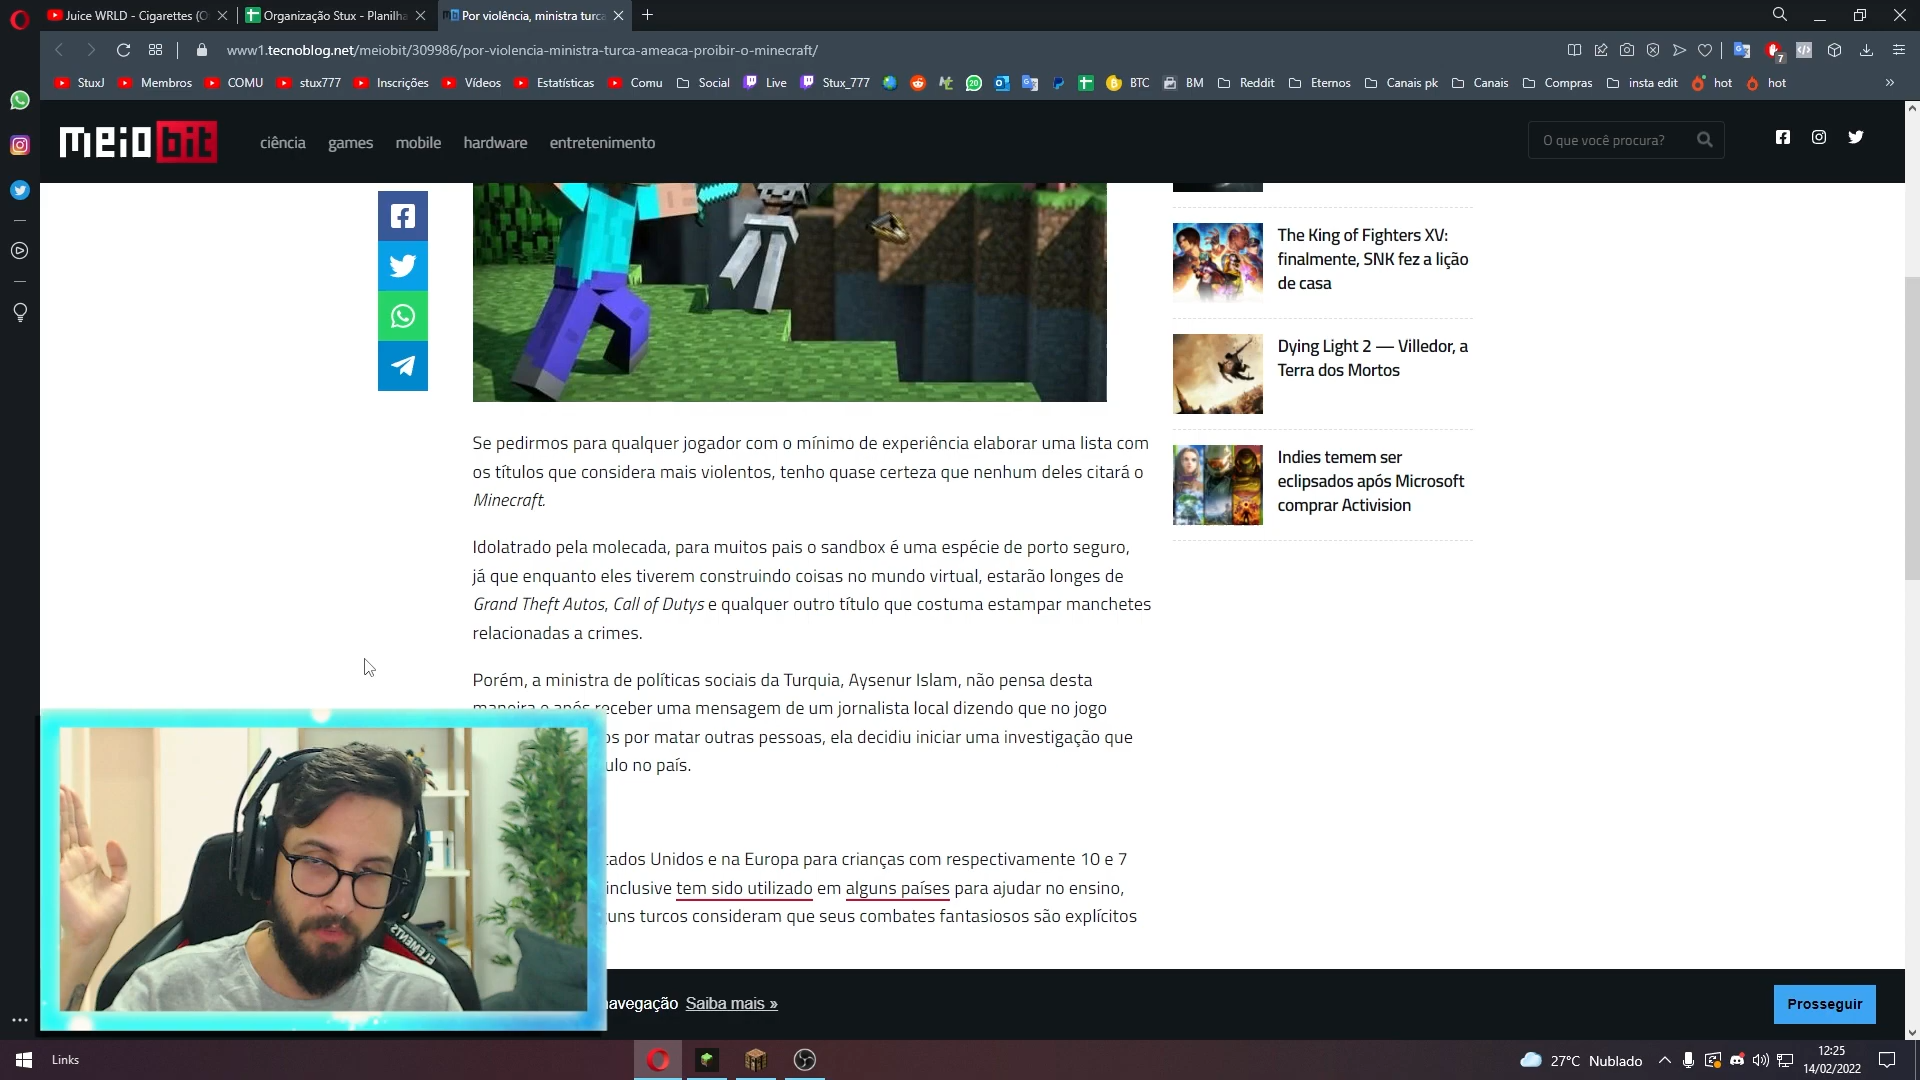 Juice WRLD - Cigarettes (O
Organização Stux - Planilha
Por violência, ministra turca
www1.tecnoblog.net/meiobit/309986/por-violencia-ministra-turca-ameaca-proibir-o-minecraft/
7
StuxJ Membros COMU stux777 Inscrições Vídeos Estatísticas Comu Social Live Stux_777 20 BTC BM Reddit Eternos Canais pk Canais Compras insta edit hot hot
meiobit
ciência games mobile hardware entretenimento
O que você procura?
The King of Fighters XV:
finalmente, SNK fez a lição
de casa
Dying Light 2 — Villedor, a
Terra dos Mortos
Indies temem ser
eclipsados após Microsoft
comprar Activision
Se pedirmos para qualquer jogador com o mínimo de experiência elaborar uma lista com
os títulos que considera mais violentos, tenho quase certeza que nenhum deles citará o
Minecraft.
Idolatrado pela molecada, para muitos pais o sandbox é uma espécie de porto seguro,
já que enquanto eles tiverem construindo coisas no mundo virtual, estarão longes de
Grand Theft Autos, Call of Dutys e qualquer outro título que costuma estampar manchetes
relacionadas a crimes.
Porém, a ministra de políticas sociais da Turquia, Aysenur Islam, não pensa desta
maneira e após receber uma mensagem de um jornalista local dizendo que no jogo
os por matar outras pessoas, ela decidiu iniciar uma investigação que
ulo no país.
tados Unidos e na Europa para crianças com respectivamente 10 e 7
inclusive tem sido utilizado em alguns países para ajudar no ensino,
uns turcos consideram que seus combates fantasiosos são explícitos
navegação Saiba mais »
Prosseguir
ELEMENTS
Links
27°C Nublado
12:25
14/02/2022